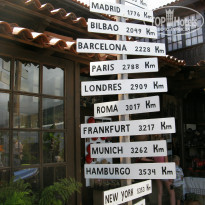 MADRID 1774 Km
BILBAO 2049 Km
BARCELONA 2228 Km
PARIS 2788 Km
LONDRES 2909 Km
ROMA 3017 Km
FRANKFURT 3217 Km
MUNICH 3262 Km
HAMBURGO 3534 Km
NEW YORK